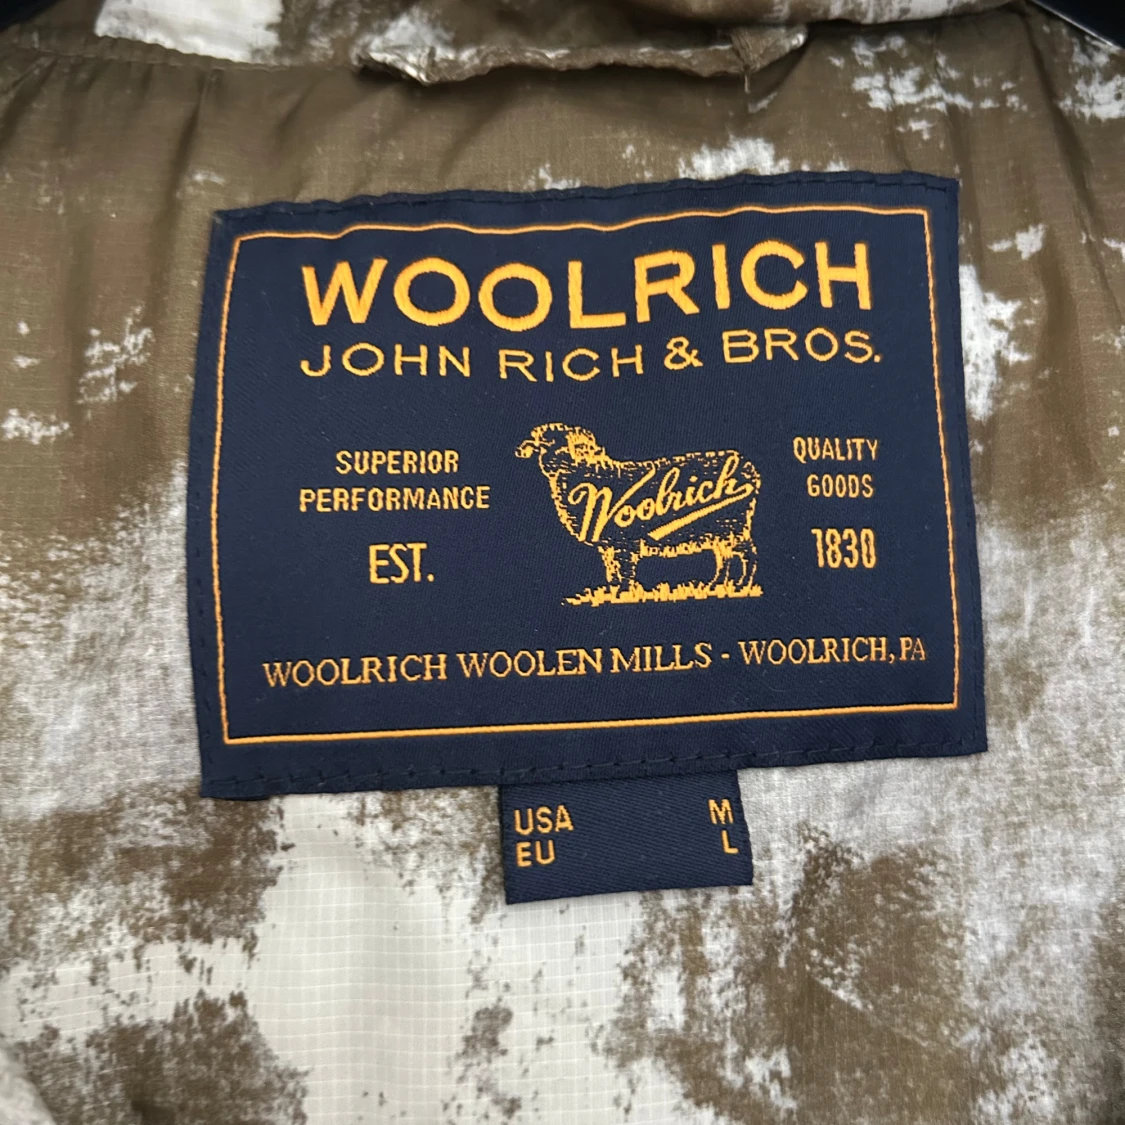 WOOLRICH
JOHN RICH & BROS.
SUPERIOR
PERFORMANCE
EST.
Woolrich
QUALITY
GOODS
1830
WOOLRICH WOOLEN MILLS - WOOLRICH, PA
USA M
EU L